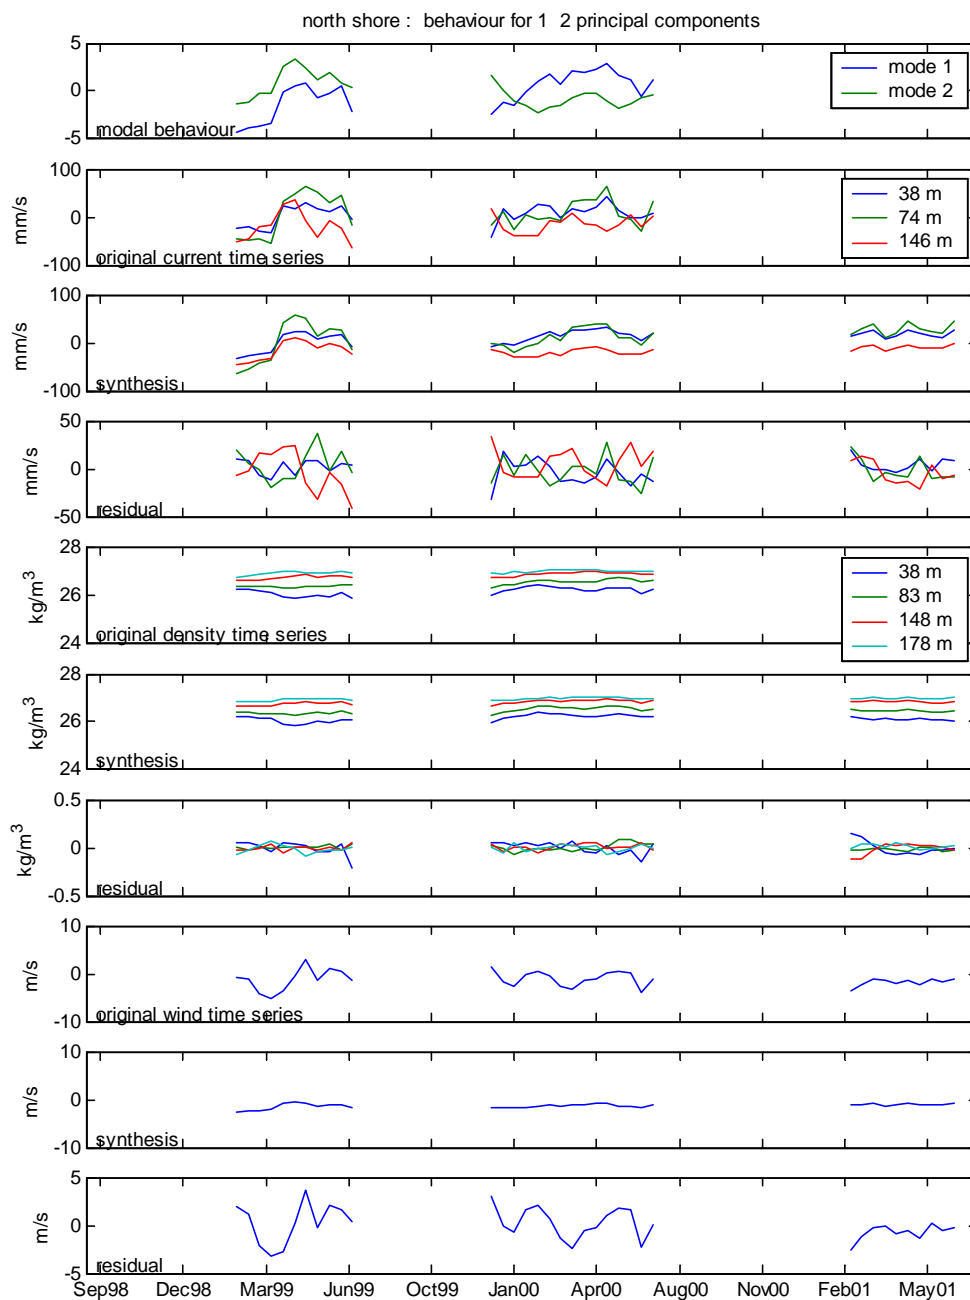 north shore :  behaviour for 1  2 principal components
5
0
-5
modal behaviour
mode 1
mode 2
100
0
-100
mm/s
original current time series
38 m
74 m
146 m
100
0
-100
mm/s
synthesis
50
0
-50
mm/s
residual
28
26
24
kg/m3
original density time series
38 m
83 m
148 m
178 m
28
26
24
kg/m3
synthesis
0.5
0
-0.5
kg/m3
residual
10
0
-10
m/s
original wind time series
10
0
-10
m/s
synthesis
5
0
-5
m/s
residual
Sep98 Dec98 Mar99 Jun99 Oct99 Jan00 Apr00 Aug00 Nov00 Feb01 May01